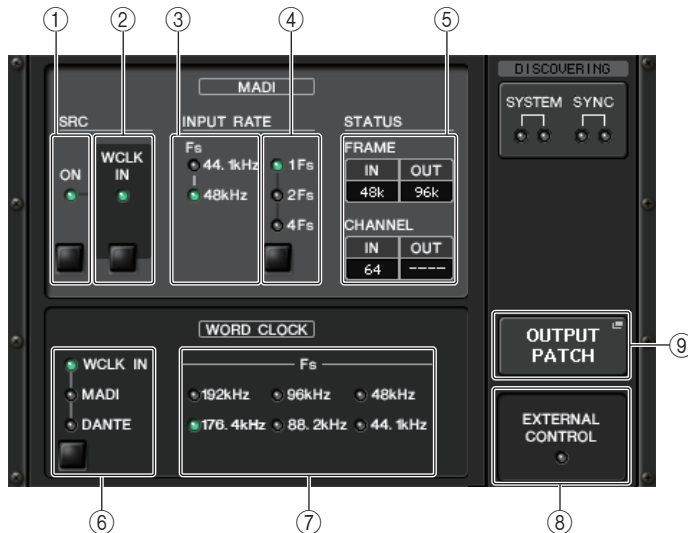 ① ② ③ ④ ⑤
DISCOVERING
MADI
SYSTEM SYNC
SRC
INPUT RATE
STATUS
ON
WCLK IN
Fs
44.1kHz
48kHz
1Fs
2Fs
4Fs
FRAME
IN OUT
48k 96k
CHANNEL
IN OUT
64 ----
WORD CLOCK
WCLK IN
MADI
DANTE
Fs
192kHz 96kHz 48kHz
176.4kHz 88.2kHz 44.1kHz
OUTPUT
PATCH
⑨
EXTERNAL
CONTROL
⑥ ⑦ ⑧